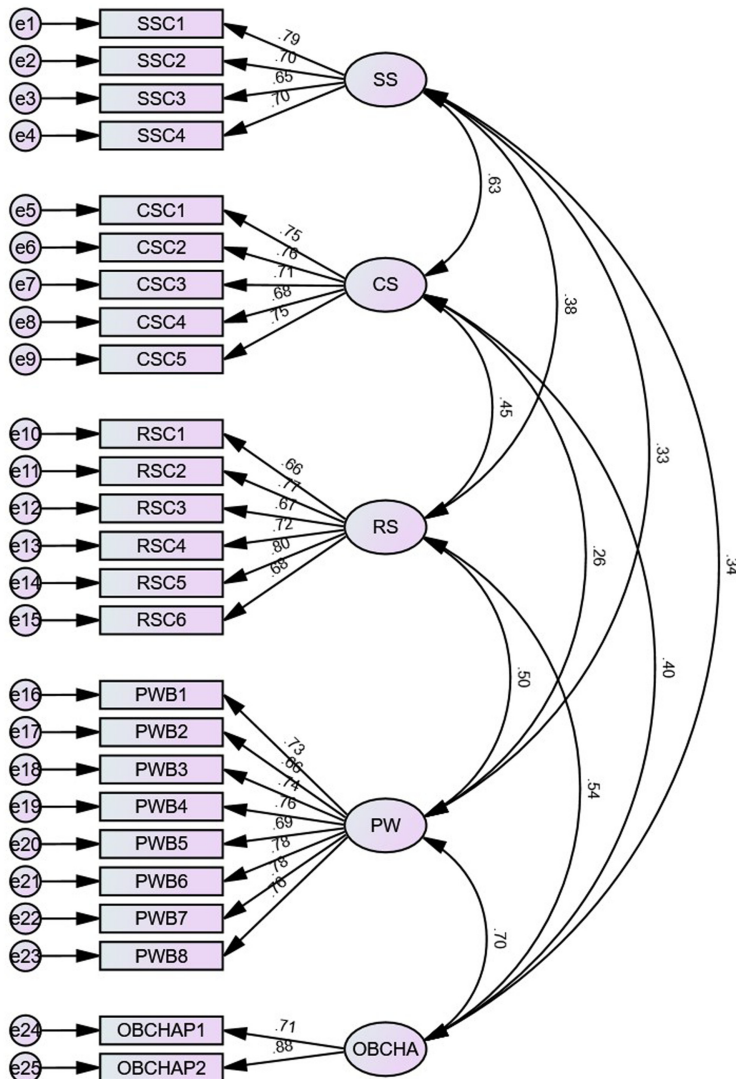 e1 SSC1
.79
e2 SSC2
.70
SS
e3 SSC3
.65
e4 SSC4
.70
.63
e5 CSC1
.75
e6 CSC2
.76
e7 CSC3
.71
CS
e8 CSC4
.68
e9 CSC5
.75
.38
.45
e10 RSC1
.66
e11 RSC2
.77
e12 RSC3
.67
RS
e13 RSC4
.72
e14 RSC5
.80
e15 RSC6
.68
.33
.26
.34
.50
.40
e16 PWB1
.73
e17 PWB2
.66
e18 PWB3
.74
e19 PWB4
.76
PW
e20 PWB5
.69
e21 PWB6
.78
e22 PWB7
.78
e23 PWB8
.54
.70
e24 OBCHAP1
.71
OBCHA
e25 OBCHAP2
.88